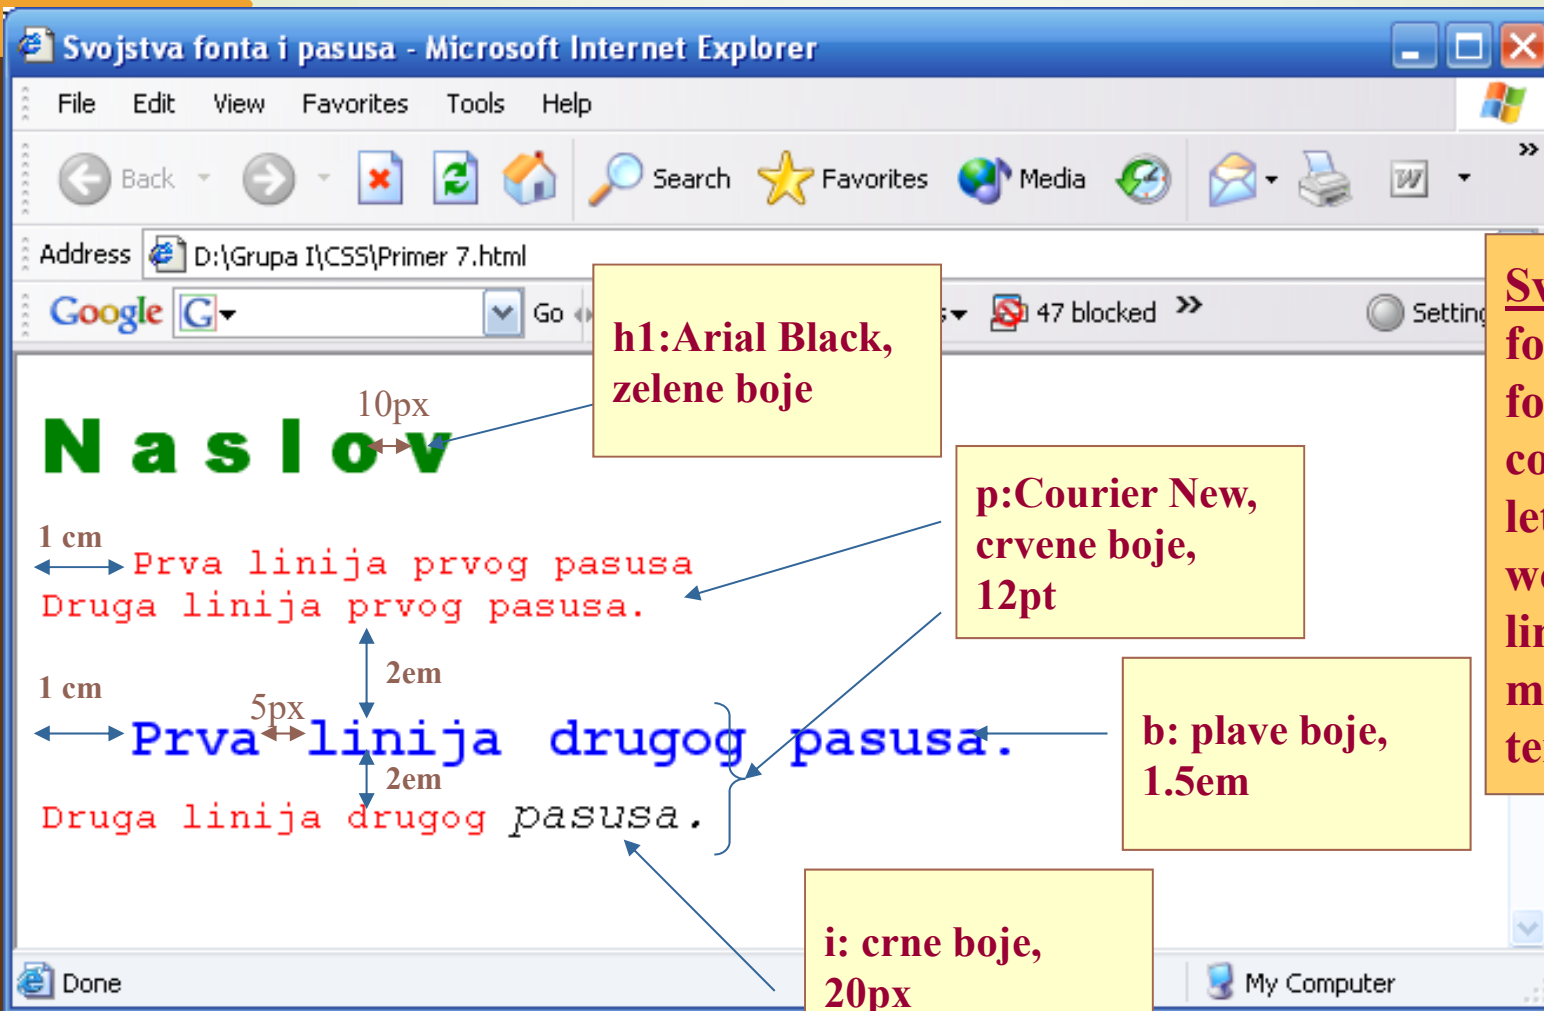 Svojstva fonta i pasusa - Microsoft Internet Explorer
File Edit View Favorites Tools Help
Back Search Favorites Media
Address D:\Grupa I\CSS\Primer 7.html
Google G Go 47 blocked
h1:Arial Black,
zelene boje
10px
Naslov
p:Courier New,
crvene boje,
12pt
1 cm
Prva linija prvog pasusa
Druga linija prvog pasusa.
2em
1 cm
5px
Prva linija drugog pasusa.
b: plave boje,
1.5em
2em
Druga linija drugog pasusa.
i: crne boje,
20px
Done My Computer